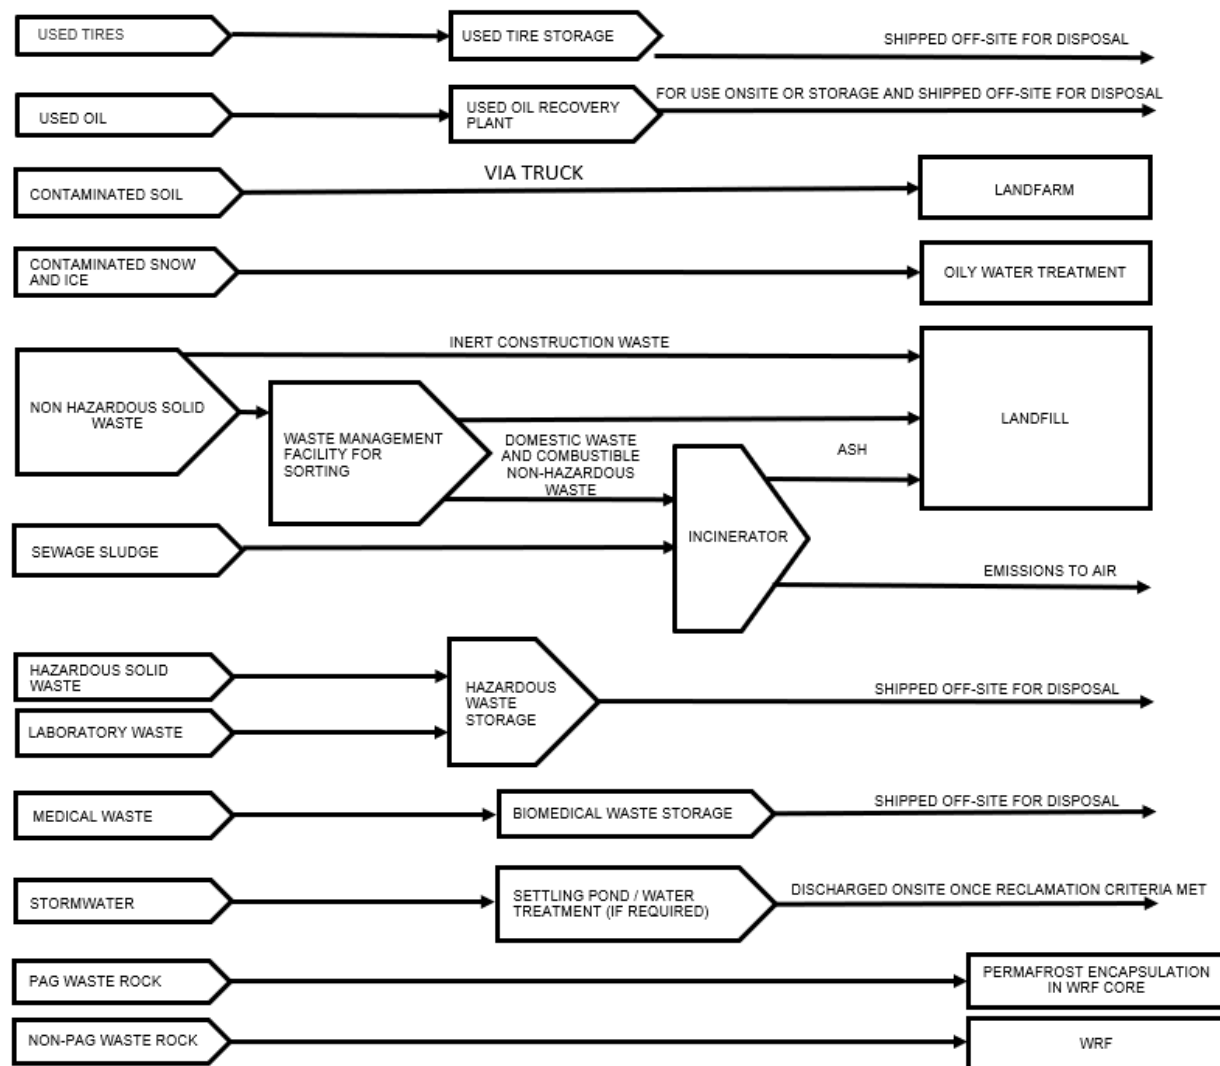 USED TIRES
USED TIRE STORAGE
SHIPPED OFF-SITE FOR DISPOSAL
USED OIL
USED OIL RECOVERY
PLANT
FOR USE ONSITE OR STORAGE AND SHIPPED OFF-SITE FOR DISPOSAL
CONTAMINATED SOIL
VIA TRUCK
LANDFARM
CONTAMINATED SNOW
AND ICE
OILY WATER TREATMENT
NON HAZARDOUS SOLID
WASTE
INERT CONSTRUCTION WASTE
WASTE MANAGEMENT
FACILITY FOR
SORTING
DOMESTIC WASTE
AND COMBUSTIBLE
NON-HAZARDOUS
WASTE
LANDFILL
ASH
SEWAGE SLUDGE
INCINERATOR
EMISSIONS TO AIR
HAZARDOUS SOLID
WASTE
LABORATORY WASTE
HAZARDOUS
WASTE
STORAGE
SHIPPED OFF-SITE FOR DISPOSAL
MEDICAL WASTE
BIOMEDICAL WASTE STORAGE
SHIPPED OFF-SITE FOR DISPOSAL
STORMWATER
SETTLING POND / WATER
TREATMENT (IF REQUIRED)
DISCHARGED ONSITE ONCE RECLAMATION CRITERIA MET
PAG WASTE ROCK
PERMAFROST ENCAPSULATION
IN WRF CORE
NON-PAG WASTE ROCK
WRF